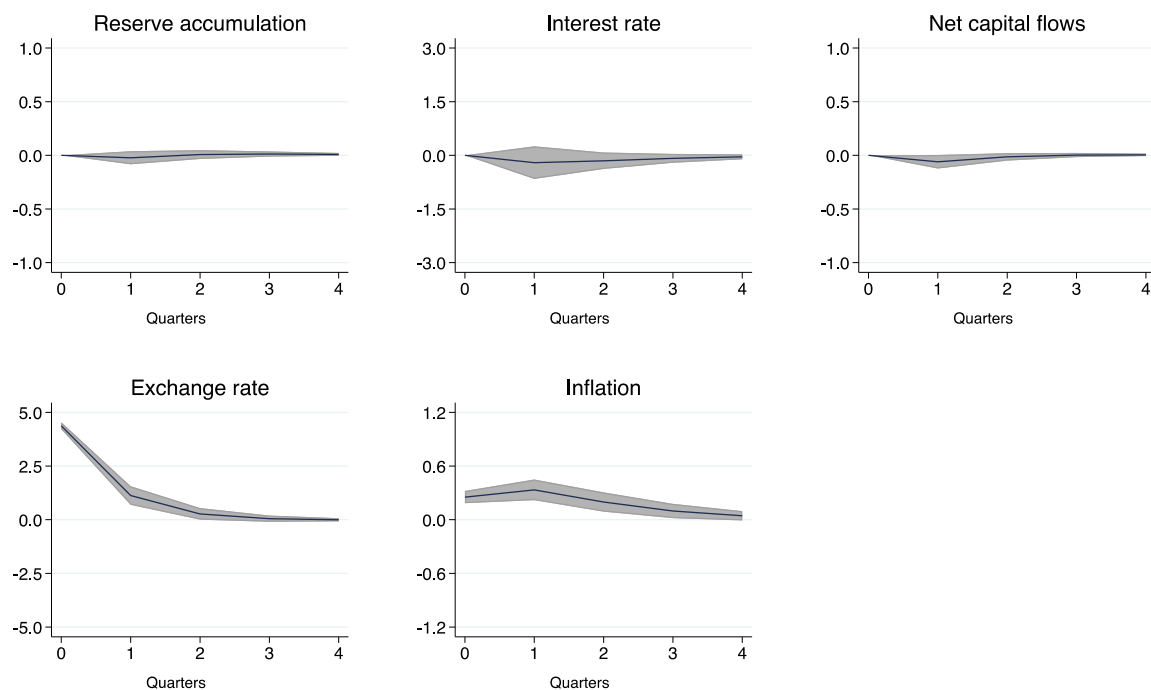 Reserve accumulation
1.0
0.5
0.0
-0.5
-1.0
0 1 2 3 4
Quarters
Interest rate
3.0
1.5
0.0
-1.5
-3.0
0 1 2 3 4
Quarters
Net capital flows
1.0
0.5
0.0
-0.5
-1.0
0 1 2 3 4
Quarters
Exchange rate
5.0
2.5
0.0
-2.5
-5.0
0 1 2 3 4
Quarters
Inflation
1.2
0.6
0.0
-0.6
-1.2
0 1 2 3 4
Quarters